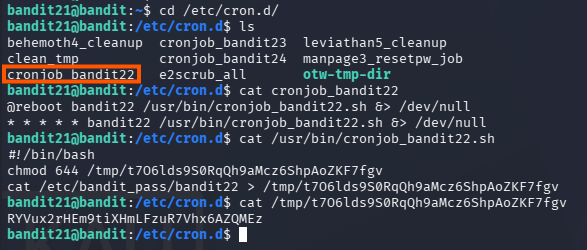 bandit21@bandit:~$ cd /etc/cron.d/
bandit21@bandit:/etc/cron.d$ ls
behemoth4_cleanup cronjob_bandit23 leviathan5_cleanup
clean_tmp cronjob_bandit24 manpage3_resetpw_job
cronjob_bandit22 e2scrub_all otw-tmp-dir
bandit21@bandit:/etc/cron.d$ cat cronjob_bandit22
@reboot bandit22 /usr/bin/cronjob_bandit22.sh &> /dev/null
* * * * * bandit22 /usr/bin/cronjob_bandit22.sh &> /dev/null
bandit21@bandit:/etc/cron.d$ cat /usr/bin/cronjob_bandit22.sh
#!/bin/bash
chmod 644 /tmp/t7O6lds9S0RqQh9aMcz6ShpAoZKF7fgv
cat /etc/bandit_pass/bandit22 > /tmp/t7O6lds9S0RqQh9aMcz6ShpAoZKF7fgv
bandit21@bandit:/etc/cron.d$ cat /tmp/t7O6lds9S0RqQh9aMcz6ShpAoZKF7fgv
RYVux2rHEm9tiXHmLFzuR7Vhx6AZQMEz
bandit21@bandit:/etc/cron.d$